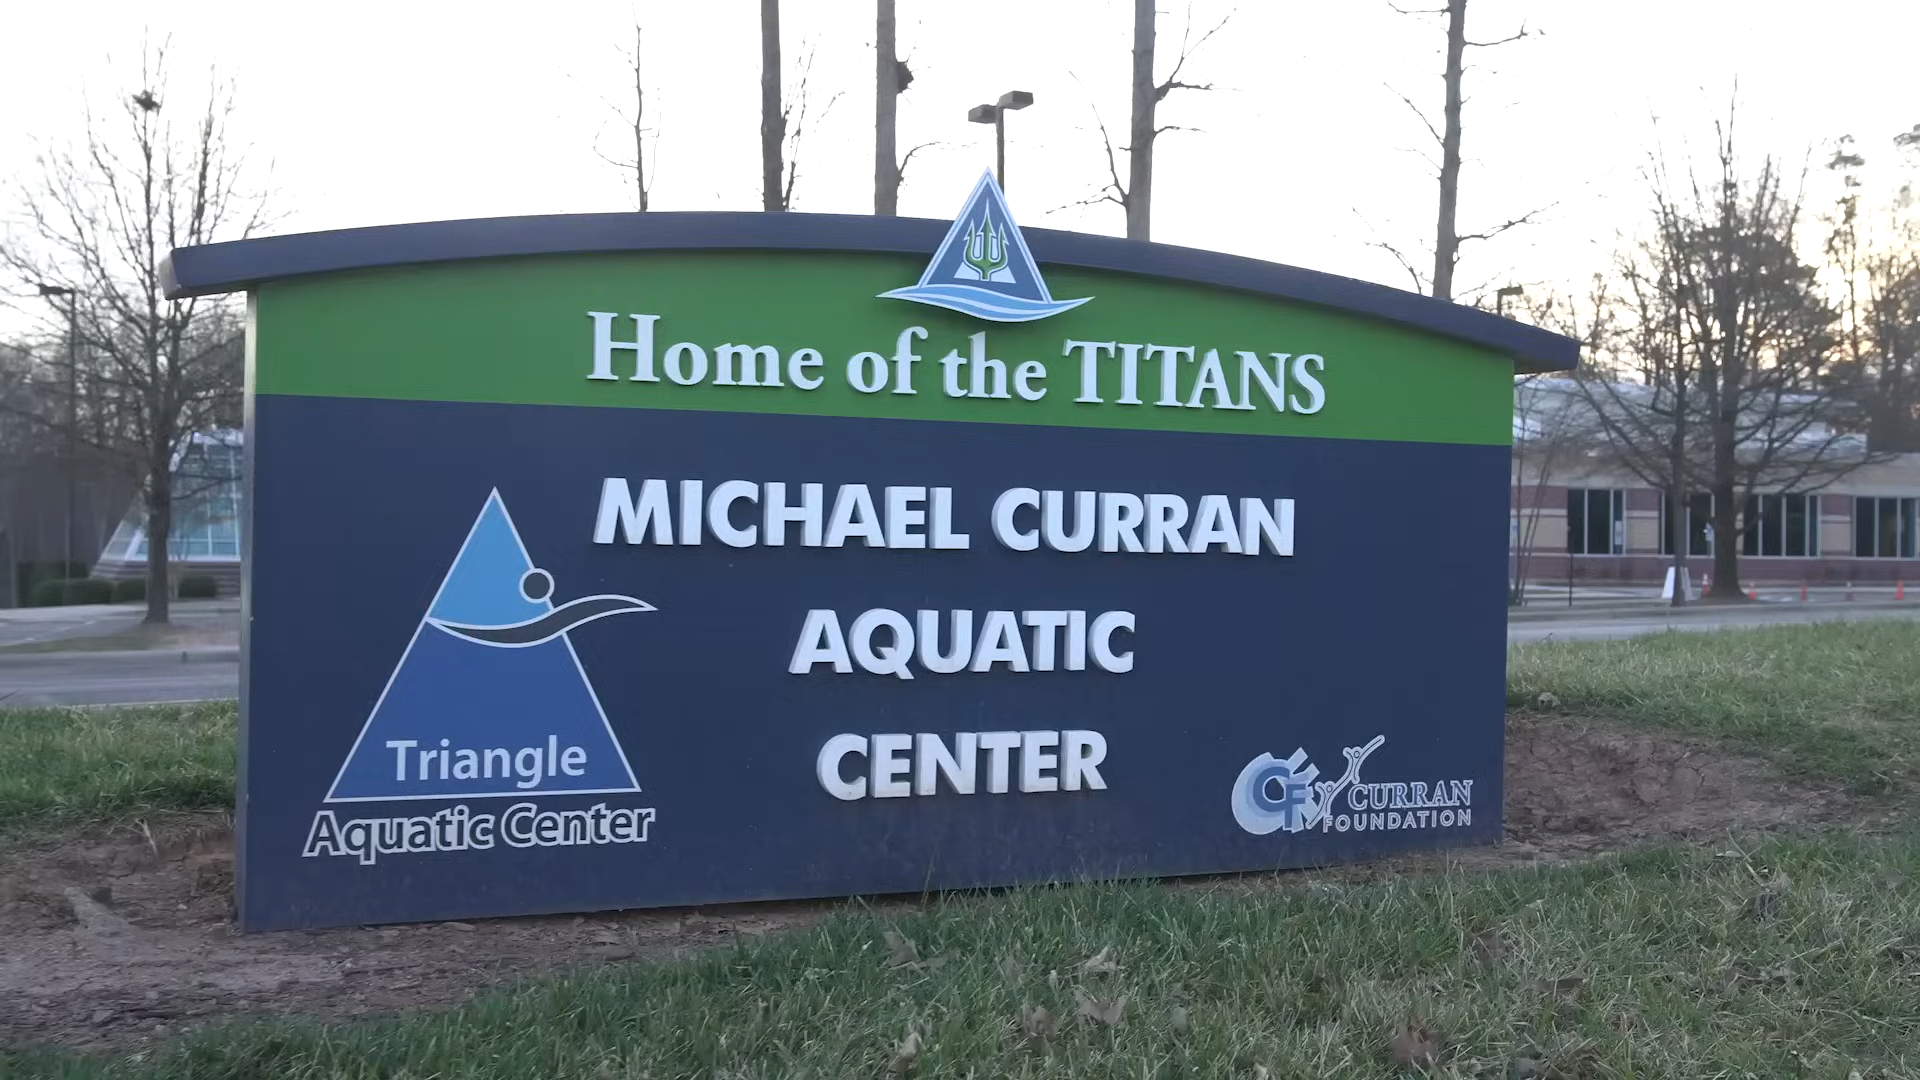 Home of the TITANS
MICHAEL CURRAN
AQUATIC
CENTER
Triangle
Aquatic Center
CF
CURRAN
FOUNDATION